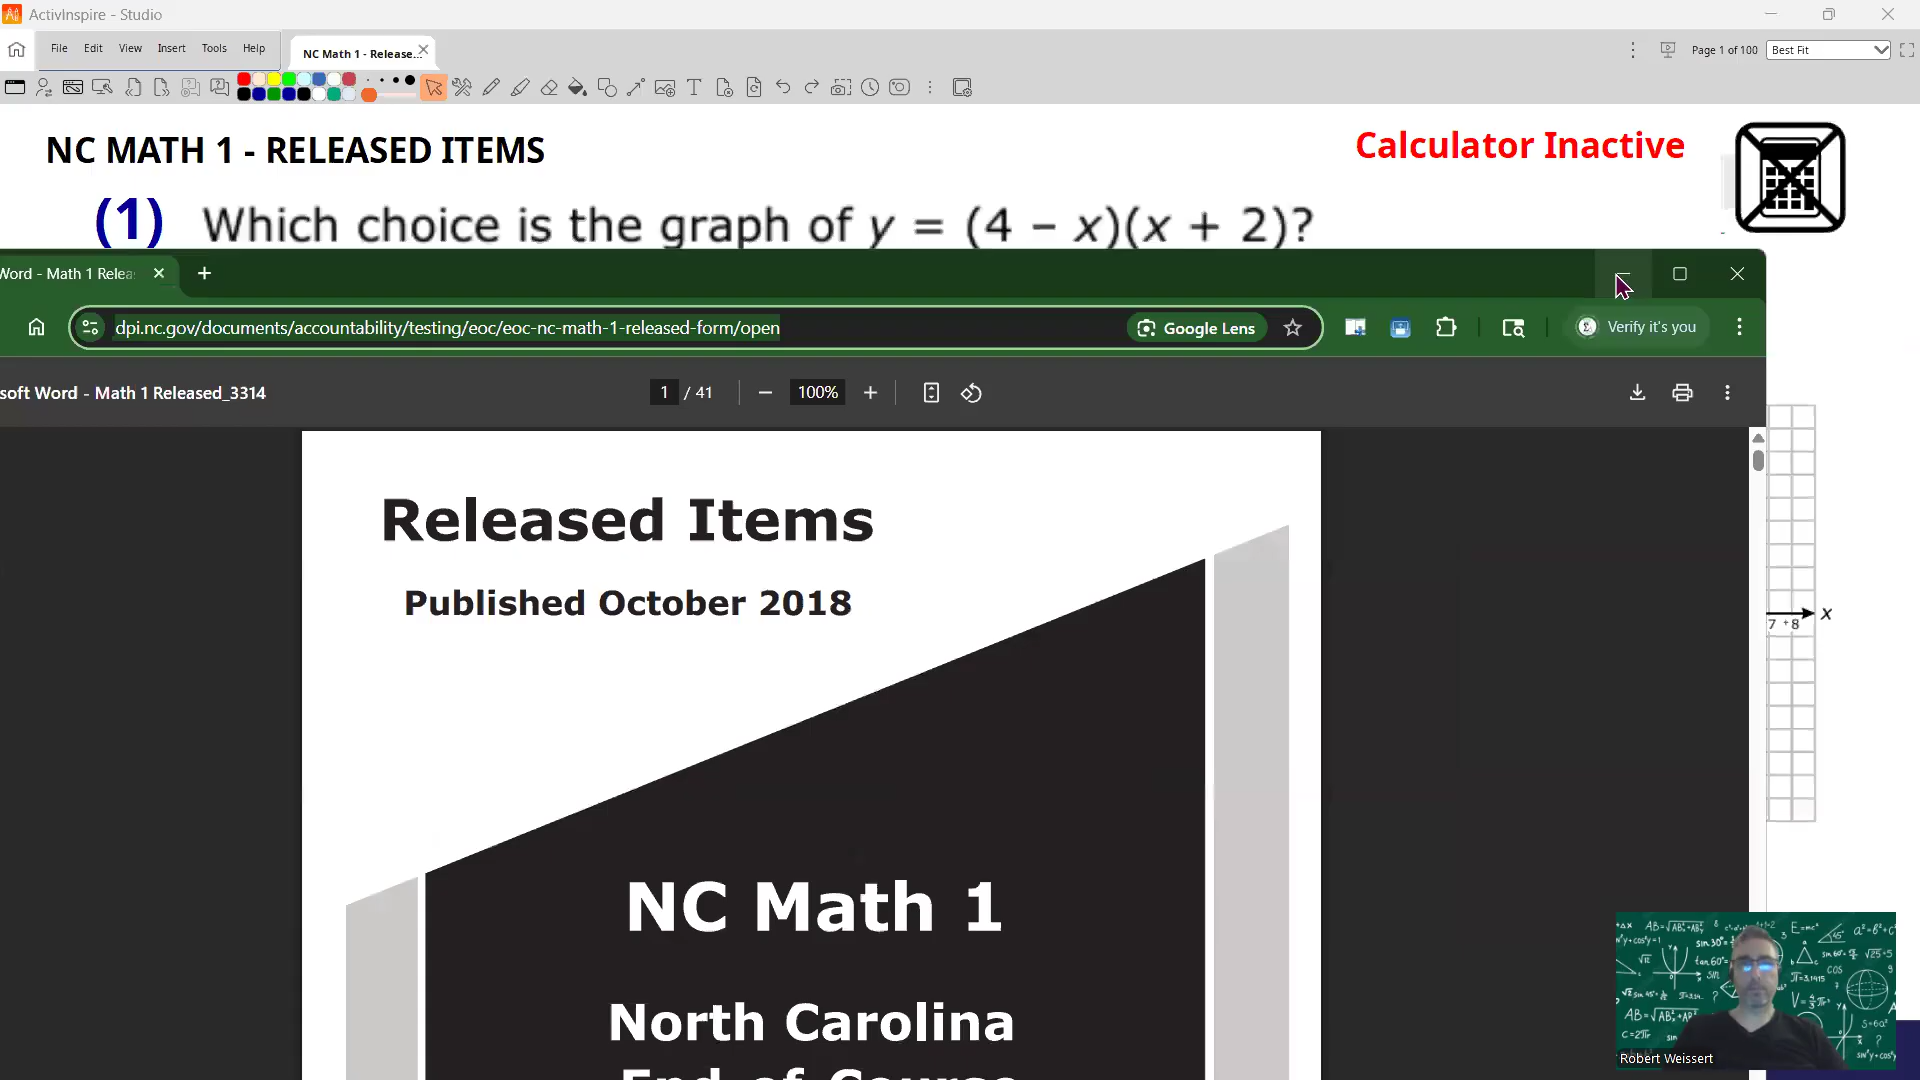 ActivInspire - Studio
File Edit View Insert Tools Help
NC Math 1 - Release...
Page 1 of 100
Best Fit
NC MATH 1 - RELEASED ITEMS
Calculator Inactive
(1) Which choice is the graph of y = (4 – x)(x + 2)?
Word - Math 1 Relea
dpi.nc.gov/documents/accountability/testing/eoc/eoc-nc-math-1-released-form/open
Google Lens
Verify it's you
soft Word - Math 1 Released_3314
1 / 41
100%
Released Items
Published October 2018
7 8
x
NC Math 1
North Carolina
End-of-Course
Robert Weissert